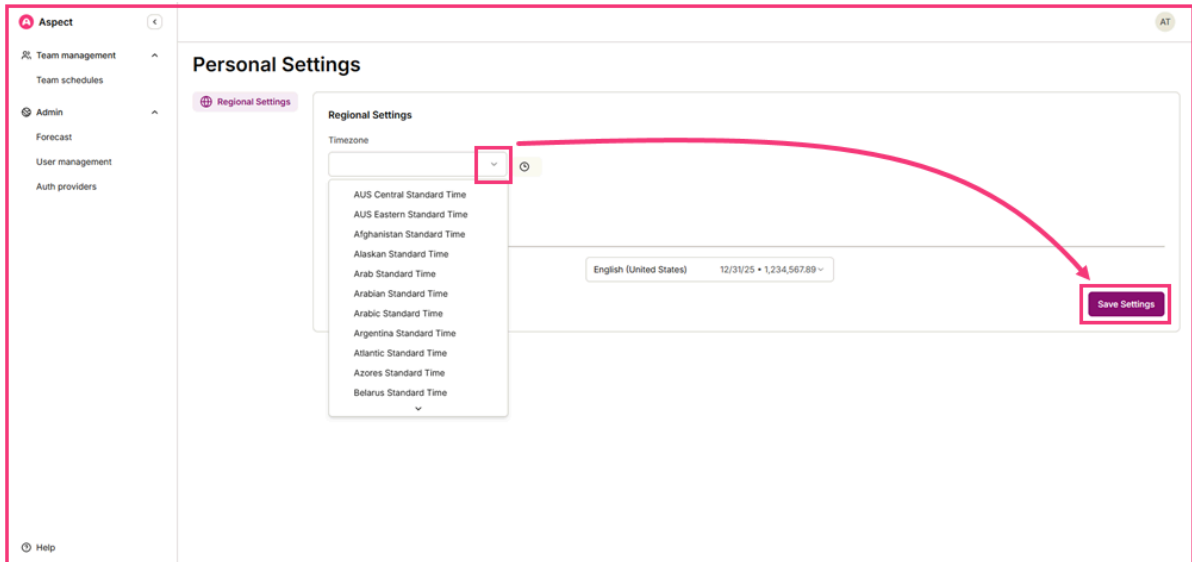 Aspect
AT
Team management
Team schedules
Admin
Forecast
User management
Auth providers
Help
Personal Settings
Regional Settings
Regional Settings
Timezone
AUS Central Standard Time
AUS Eastern Standard Time
Afghanistan Standard Time
Alaskan Standard Time
Arab Standard Time
Arabian Standard Time
Arabic Standard Time
Argentina Standard Time
Atlantic Standard Time
Azores Standard Time
Belarus Standard Time
English (United States) 12/31/25 • 1,234,567.89
Save Settings